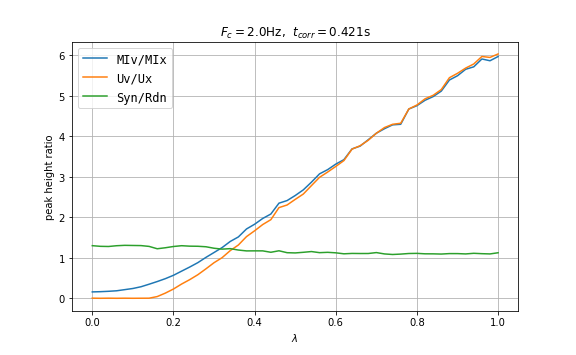 F_c = 2.0Hz, t_corr = 0.421s
MIv/MIx
Uv/Ux
Syn/Rdn
peak height ratio
6
5
4
3
2
1
0
0.0 0.2 0.4 0.6 0.8 1.0
λ